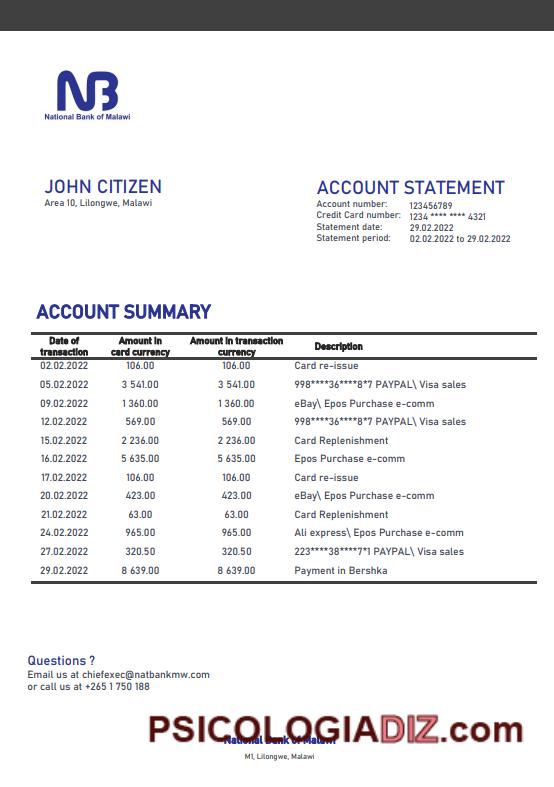 NB
National Bank of Malawi
JOHN CITIZEN
Area 10, Lilongwe, Malawi
ACCOUNT STATEMENT
Account number: 123456789
Credit Card number: 1234 **** **** 4321
Statement date: 29.02.2022
Statement period: 02.02.2022 to 29.02.2022
ACCOUNT SUMMARY
Date of transaction Amount in card currency Amount in transaction currency Description
02.02.2022 106.00 106.00 Card re-issue
05.02.2022 3 541.00 3 541.00 998****36****8*7 PAYPAL\ Visa sales
09.02.2022 1 360.00 1 360.00 eBay\ Epos Purchase e-comm
12.02.2022 569.00 569.00 998****36****8*7 PAYPAL\ Visa sales
15.02.2022 2 236.00 2 236.00 Card Replenishment
16.02.2022 5 635.00 5 635.00 Epos Purchase e-comm
17.02.2022 106.00 106.00 Card re-issue
20.02.2022 423.00 423.00 eBay\ Epos Purchase e-comm
21.02.2022 63.00 63.00 Card Replenishment
24.02.2022 965.00 965.00 Ali express\ Epos Purchase e-comm
27.02.2022 320.50 320.50 223****38****7*1 PAYPAL\ Visa sales
29.02.2022 8 639.00 8 639.00 Payment in Bershka
Questions ?
Email us at chiefexec@natbankmw.com
or call us at +265 1 750 188
PSICOLOGIADIZ.com
National Bank of Malawi
M1, Lilongwe, Malawi